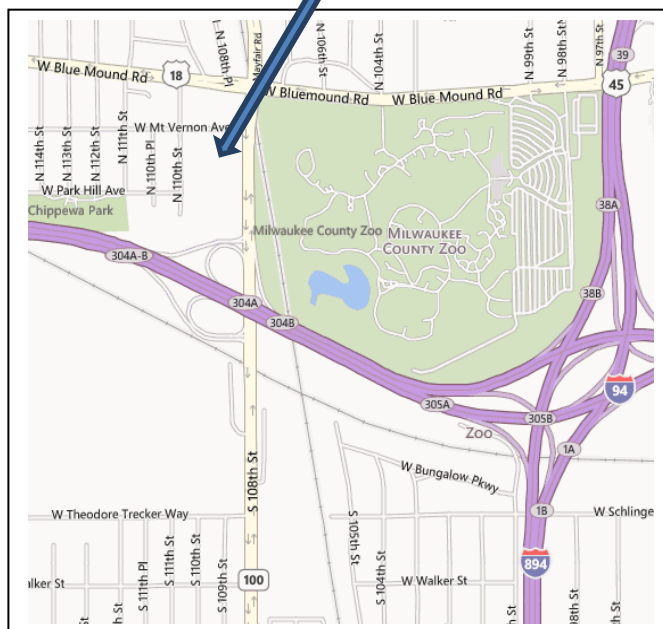 N 108th Pl
Mayfair Rd
N 106th St
N 104th St
N 99th St
N 98th St
N 97th St
39
W Blue Mound Rd
18
W Bluemound Rd
W Blue Mound Rd
45
W Mt Vernon Ave
N 114th St
N 113th St
N 112th St
N 111th St
N 110th Pl
N 110th St
W Park Hill Ave
Chippewa Park
Milwaukee County Zoo
MILWAUKEE
COUNTY ZOO
38A
304A-B
304A
304B
38B
305A
305B
94
Zoo
1A
W Bungalow Pkwy
1B
S 108th St
W Theodore Trecker Way
W Schlinge
S 105th St
S 104th St
S 111th Pl
S 111th St
S 110th St
S 109th St
100
alker St
W Walker St
894
98th St